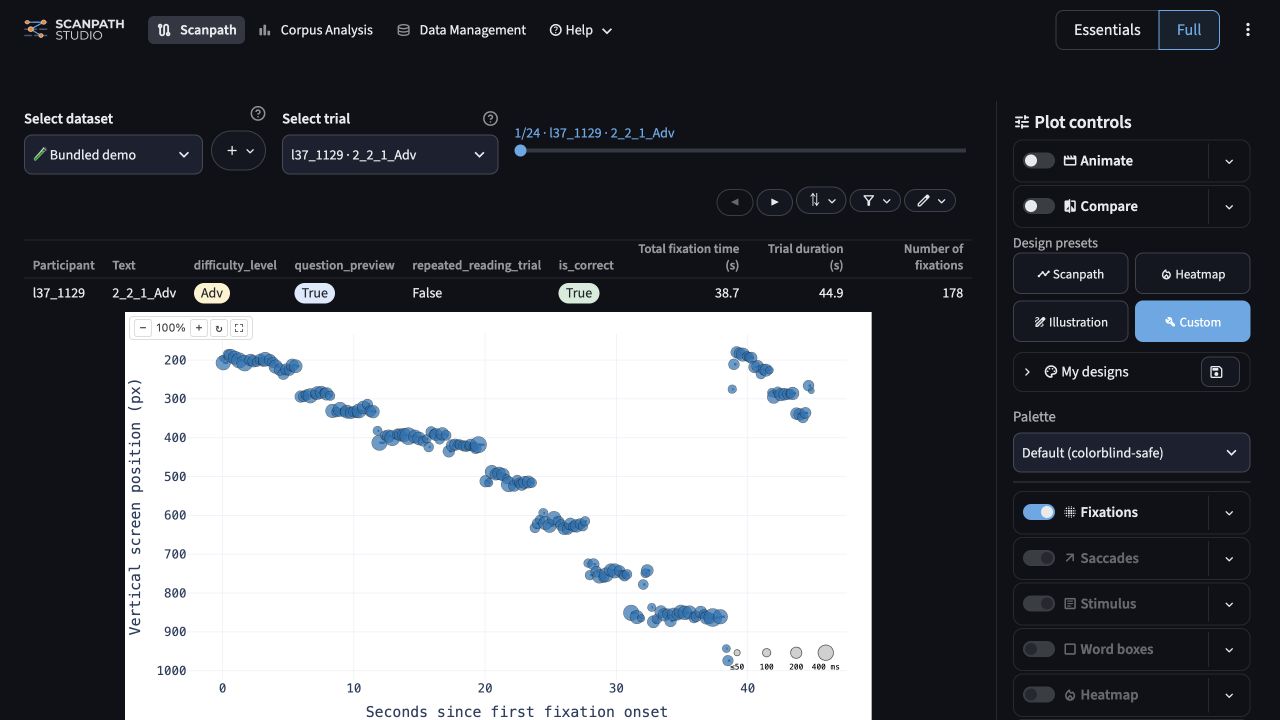 SCANPATH
STUDIO
Scanpath
Corpus Analysis
Data Management
Help
Essentials
Full
Select dataset
Bundled demo
+
Select trial
l37_1129 · 2_2_1_Adv
1/24 · l37_1129 · 2_2_1_Adv
Participant Text difficulty_level question_preview repeated_reading_trial is_correct Total fixation time (s) Trial duration (s) Number of fixations
l37_1129 2_2_1_Adv Adv True False True 38.7 44.9 178
− 100% +
Vertical screen position (px)
200
300
400
500
600
700
800
900
1000
≤50 100 200 400 ms
0 10 20 30 40
Seconds since first fixation onset
Plot controls
Animate
Compare
Design presets
Scanpath
Heatmap
Illustration
Custom
My designs
Palette
Default (colorblind-safe)
Fixations
Saccades
Stimulus
Word boxes
Heatmap